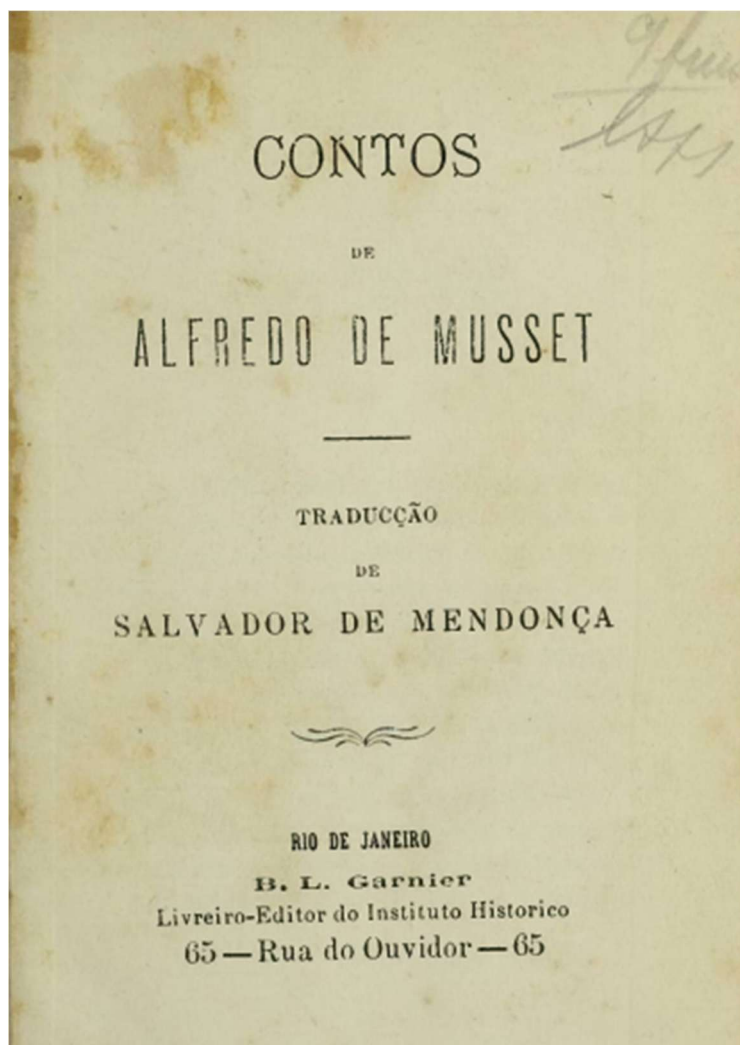 CONTOS
DE
ALFREDO DE MUSSET
TRADUCÇÃO
DE
SALVADOR DE MENDONÇA
RIO DE JANEIRO
B. L. Garnier
Livreiro-Editor do Instituto Historico
65 — Rua do Ouvidor — 65